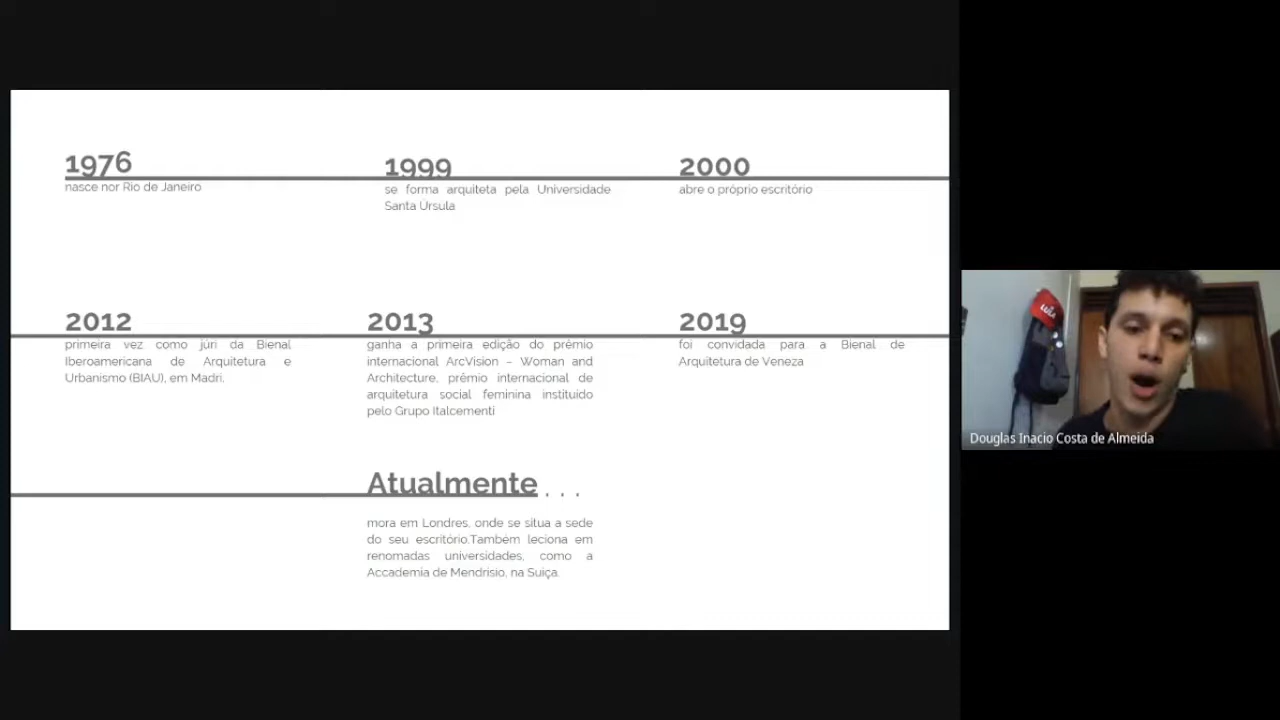 1976
nasce nor Rio de Janeiro
1999
se forma arquiteta pela Universidade
Santa Úrsula
2000
abre o próprio escritório
2012
primeira vez como júri da Bienal
Iberoamericana de Arquitetura e
Urbanismo (BIAU), em Madri.
2013
ganha a primeira edição do prêmio
internacional ArcVision – Woman and
Architecture, prêmio internacional de
arquitetura social feminina instituído
pelo Grupo Italcementi
2019
foi convidada para a Bienal de
Arquitetura de Veneza
Atualmente . . .
mora em Londres, onde se situa a sede
do seu escritório.Também leciona em
renomadas universidades, como a
Accademia de Mendrisio, na Suiça.
LULA
Douglas Inacio Costa de Almeida